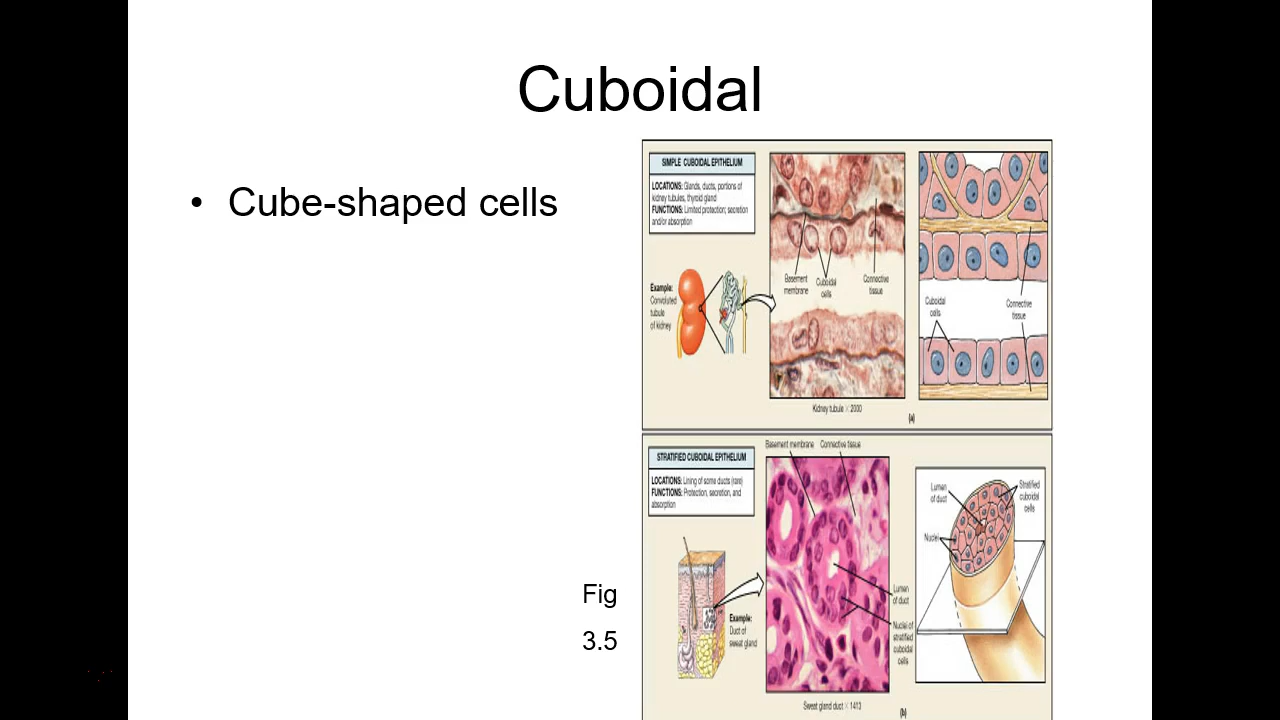 Cuboidal
• Cube-shaped cells
SIMPLE CUBOIDAL EPITHELIUM
LOCATIONS: Glands, ducts, portions of
kidney tubules, thyroid gland
FUNCTIONS: Limited protection; secretion
and/or absorption
Example:
Convoluted
tubule
of kidney
Basement
membrane
Cuboidal
cells
Connective
tissue
Kidney tubule × 2000
Cuboidal
cells
Connective
tissue
(a)
STRATIFIED CUBOIDAL EPITHELIUM
LOCATIONS: Lining of some ducts (rare)
FUNCTIONS: Protection, secretion, and
absorption
Example:
Duct of
sweat gland
Basement membrane
Connective tissue
Lumen
of duct
Nuclei of
stratified
cuboidal
cells
Sweat gland duct × 1413
Lumen
of duct
Stratified
cuboidal
cells
Nuclei
(b)
Fig
3.5